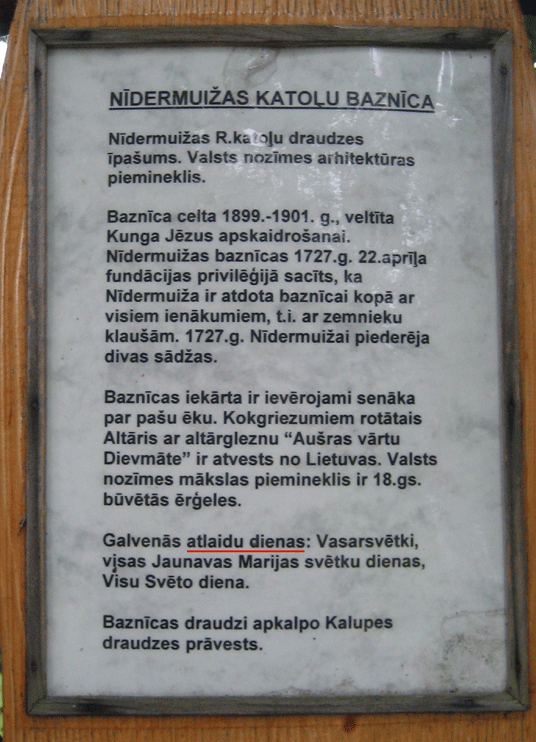 NĪDERMUIŽAS KATOĻU BAZNĪCA
Nīdermuižas R.katoļu draudzes
īpašums. Valsts nozīmes arhitektūras
piemineklis.
Baznīca celta 1899.-1901. g., veltīta
Kunga Jēzus apskaidrošanai.
Nīdermuižas baznīcas 1727.g. 22.aprīļa
fundācijas privilēģijā sacīts, ka
Nīdermuiža ir atdota baznīcai kopā ar
visiem ienākumiem, t.i. ar zemnieku
klaušām. 1727.g. Nīdermuižai piederēja
divas sādžas.
Baznīcas iekārta ir ievērojami senāka
par pašu ēku. Kokgriezumiem rotātais
Altāris ar altārgleznu “Aušras vārtu
Dievmāte” ir atvests no Lietuvas. Valsts
nozīmes mākslas piemineklis ir 18.gs.
būvētās ērģeles.
Galvenās atlaidu dienas: Vasarsvētki,
visas Jaunavas Marijas svētku dienas,
Visu Svēto diena.
Baznīcas draudzi apkalpo Kalupes
draudzes prāvests.